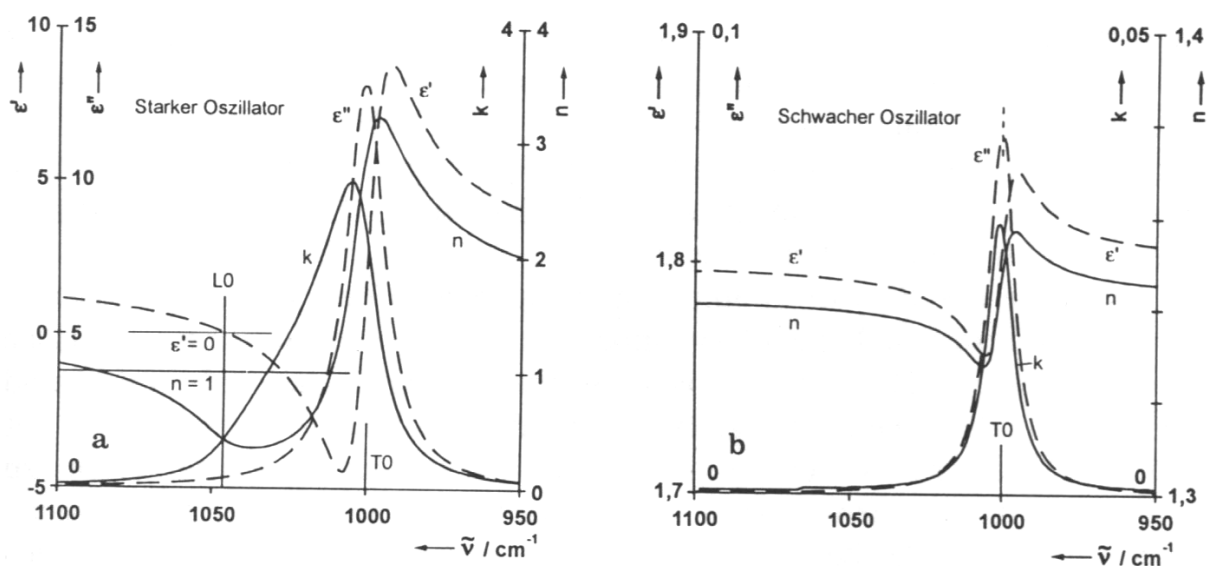 10 15
ε' ε"
Starker Oszillator
4 4
k n
ε" ε'
5 10
3
k
n
L0
2
0 5
ε' = 0
n = 1
1
a
T0
0
-5
0
1100 1050 1000 950
ν̃ / cm⁻¹
1,9 0,1
ε' ε"
Schwacher Oszillator
0,05 1,4
k n
ε"
1,8
ε'
ε'
n
n
k
T0
b
0
0
1,7
1,3
1100 1050 1000 950
ν̃ / cm⁻¹